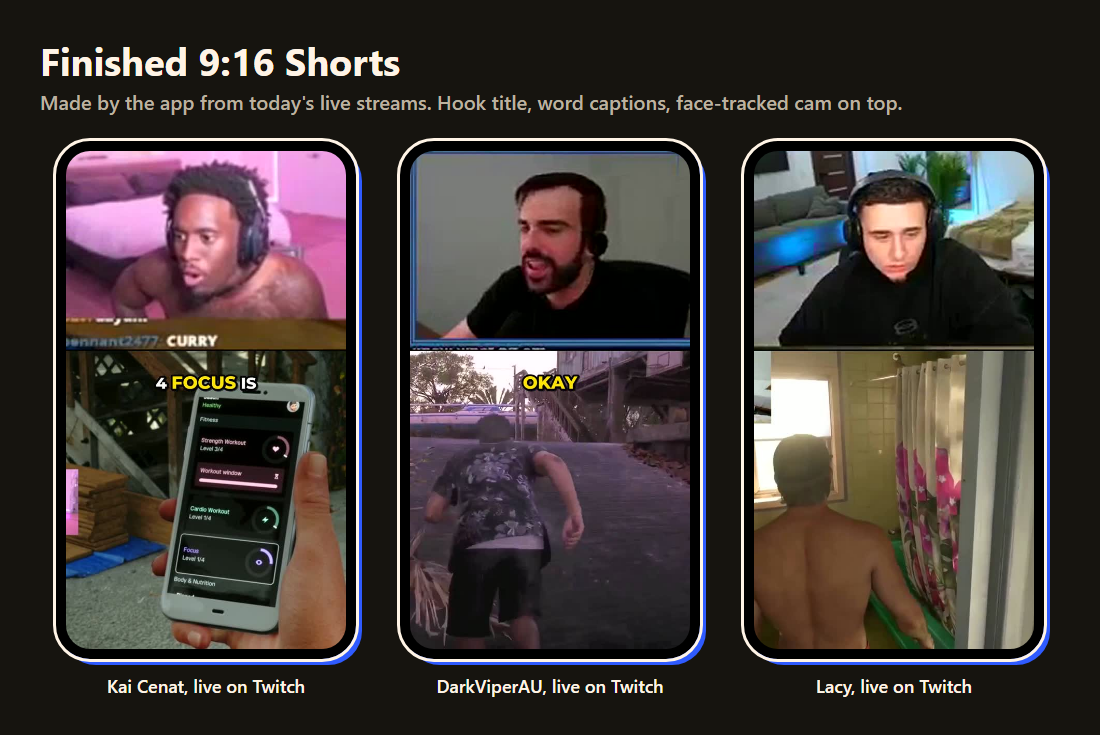 Finished 9:16 Shorts
Made by the app from today's live streams. Hook title, word captions, face-tracked cam on top.
CURRY
4 FOCUS IS
Healthy
Fitness
Strength Workout
Level 3/4
Workout window
Cardio Workout
Level 1/4
Focus
Level 1/4
Body & Nutrition
OKAY
Kai Cenat, live on Twitch
DarkViperAU, live on Twitch
Lacy, live on Twitch